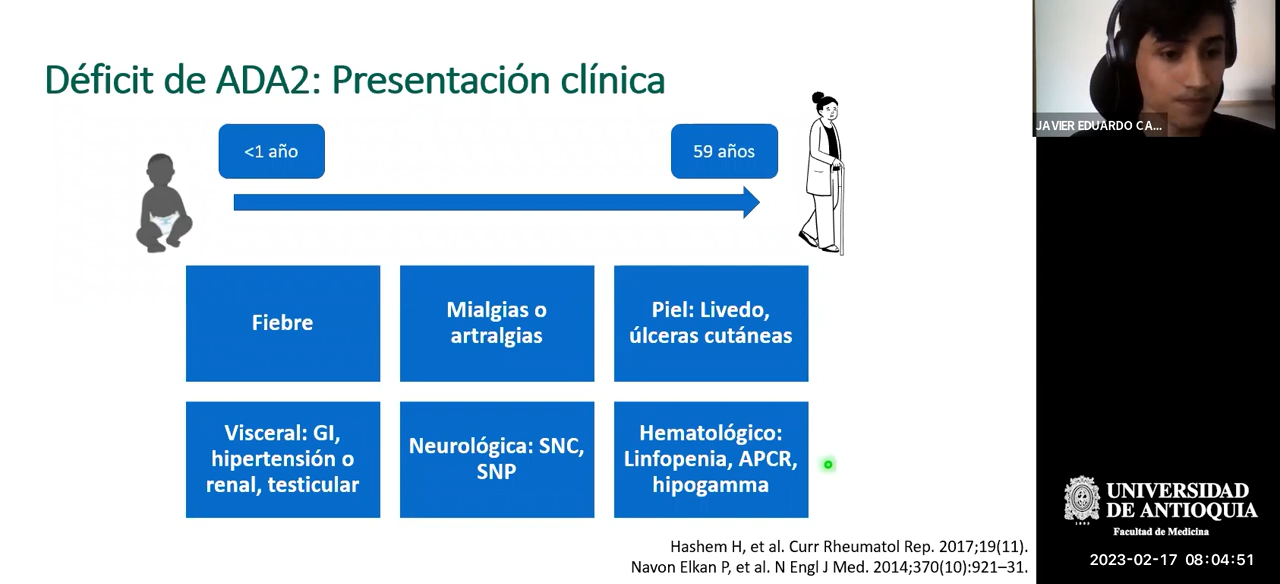 Déficit de ADA2: Presentación clínica
<1 año
59 años
Fiebre
Mialgias o
artralgias
Piel: Livedo,
úlceras cutáneas
Visceral: GI,
hipertensión o
renal, testicular
Neurológica: SNC,
SNP
Hematológico:
Linfopenia, APCR,
hipogamma
Hashem H, et al. Curr Rheumatol Rep. 2017;19(11).
Navon Elkan P, et al. N Engl J Med. 2014;370(10):921–31.
JAVIER EDUARDO CA...
UNIVERSIDAD
DE ANTIOQUIA
1803
Facultad de Medicina
2023-02-17 08:04:51